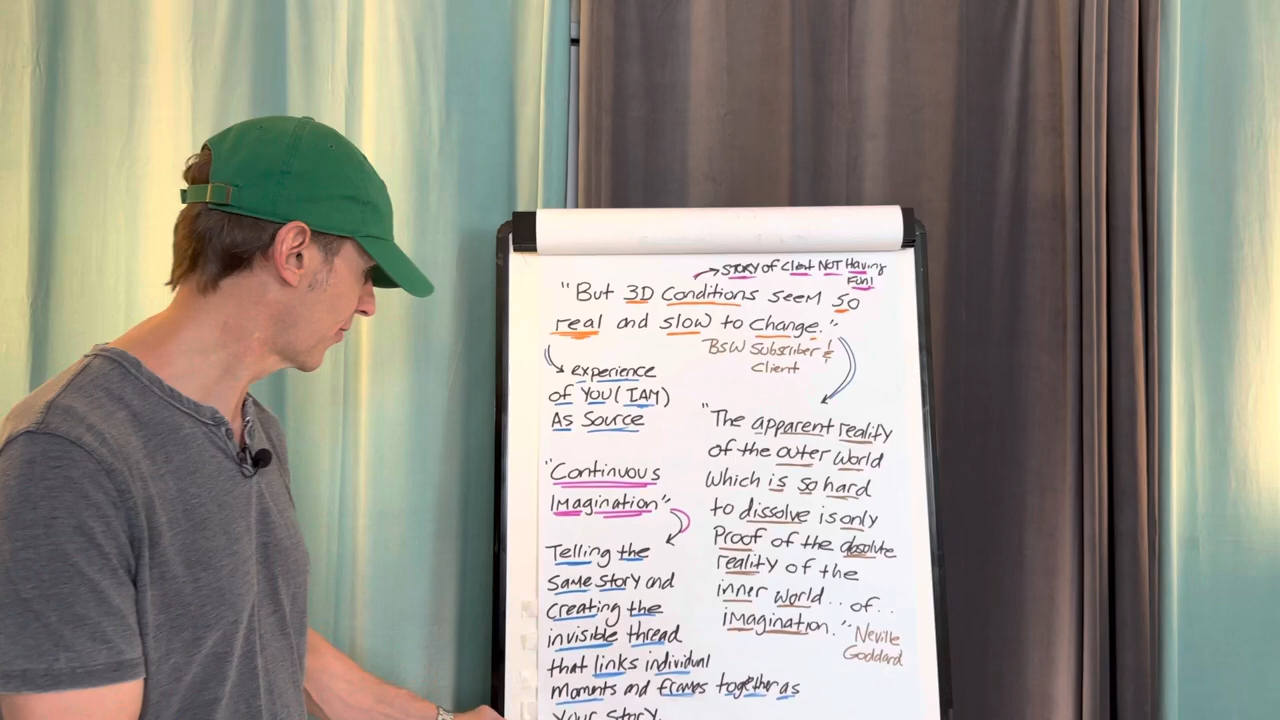 STORY of Client NOT Having
Fun!
"But 3D Conditions seem so
real and slow to change."
BSW Subscriber &
Client
experience
of You (I AM)
As Source
"Continuous
Imagination"
Telling the
same story and
creating the
invisible thread
that links individual
moments and frames together as
your story.
"The apparent reality
of the outer world
which is so hard
to dissolve is only
Proof of the absolute
reality of the
inner world... of..
imagination."
Neville
Goddard